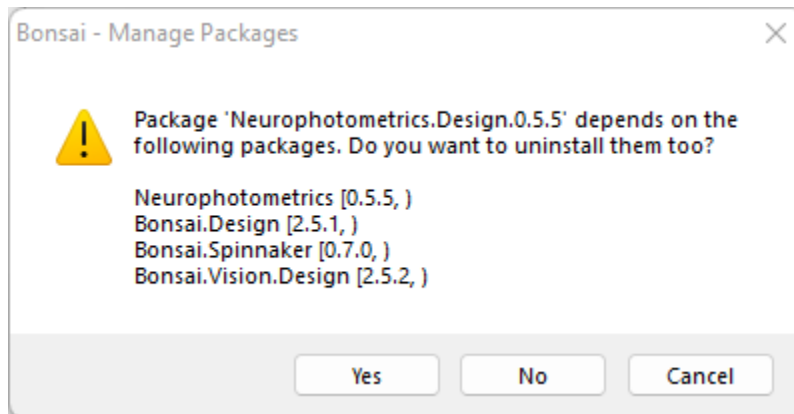 Bonsai - Manage Packages
Package 'Neurophotometrics.Design.0.5.5' depends on the
following packages. Do you want to uninstall them too?
Neurophotometrics [0.5.5, )
Bonsai.Design [2.5.1, )
Bonsai.Spinnaker [0.7.0, )
Bonsai.Vision.Design [2.5.2, )
Yes No Cancel